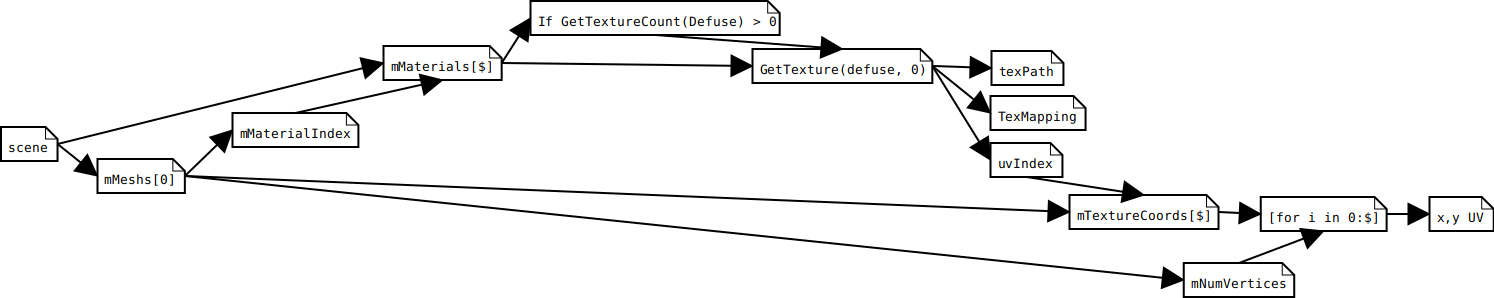 If GetTextureCount(Defuse) > 0
mMaterials[$]
GetTexture(defuse, 0)
texPath
TexMapping
mMaterialIndex
scene
mMeshs[0]
uvIndex
mTextureCoords[$]
[for i in 0:$]
x,y UV
mNumVertices